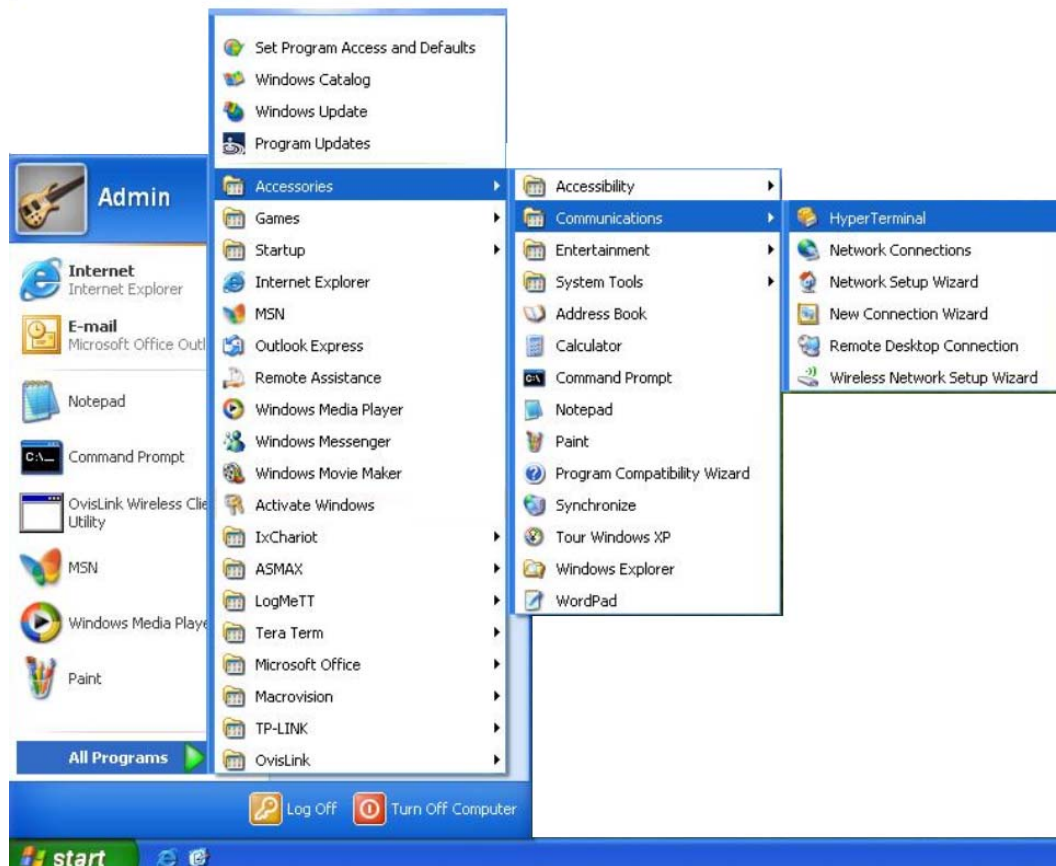 Set Program Access and Defaults
Windows Catalog
Windows Update
Program Updates
Admin
Internet
Internet Explorer
E-mail
Microsoft Office Outl
Notepad
C:\_
Command Prompt
OvisLink Wireless Clie
Utility
MSN
Windows Media Playe
Paint
All Programs
Accessories
Games
Startup
Internet Explorer
MSN
Outlook Express
Remote Assistance
Windows Media Player
Windows Messenger
Windows Movie Maker
Activate Windows
IxChariot
ASMAX
LogMeTT
Tera Term
Microsoft Office
Macrovision
TP-LINK
OvisLink
Accessibility
Communications
Entertainment
System Tools
Address Book
Calculator
C:\
Command Prompt
Notepad
Paint
Program Compatibility Wizard
Synchronize
Tour Windows XP
Windows Explorer
WordPad
HyperTerminal
Network Connections
Network Setup Wizard
New Connection Wizard
Remote Desktop Connection
Wireless Network Setup Wizard
Log Off
Turn Off Computer
start